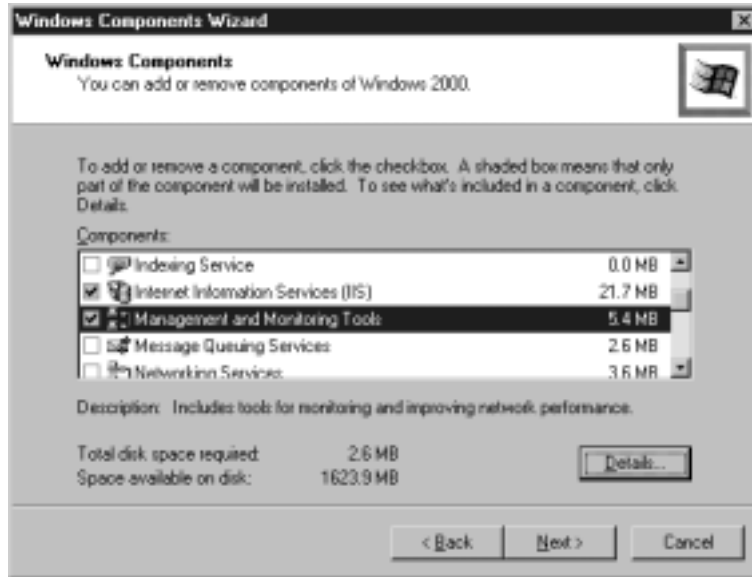 Windows Components Wizard
Windows Components
You can add or remove components of Windows 2000.
To add or remove a component, click the checkbox. A shaded box means that only
part of the component will be installed. To see what's included in a component, click
Details.
Components:
Indexing Service 0.0 MB
Internet Information Services (IIS) 21.7 MB
Management and Monitoring Tools 5.4 MB
Message Queuing Services 2.6 MB
Networking Services 3.6 MB
Description: Includes tools for monitoring and improving network performance.
Total disk space required: 2.6 MB
Space available on disk: 1623.9 MB
Details...
< Back Next > Cancel